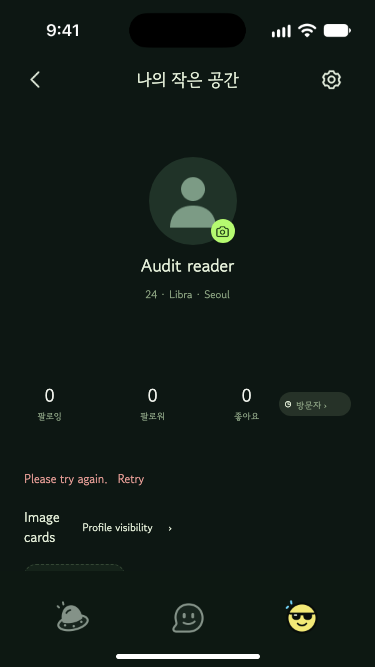 9:41
나의 작은 공간
Audit reader
24 · Libra · Seoul
0 0 0
팔로잉 팔로워 좋아요 방문자 ›
Please try again. Retry
Image cards Profile visibility ›